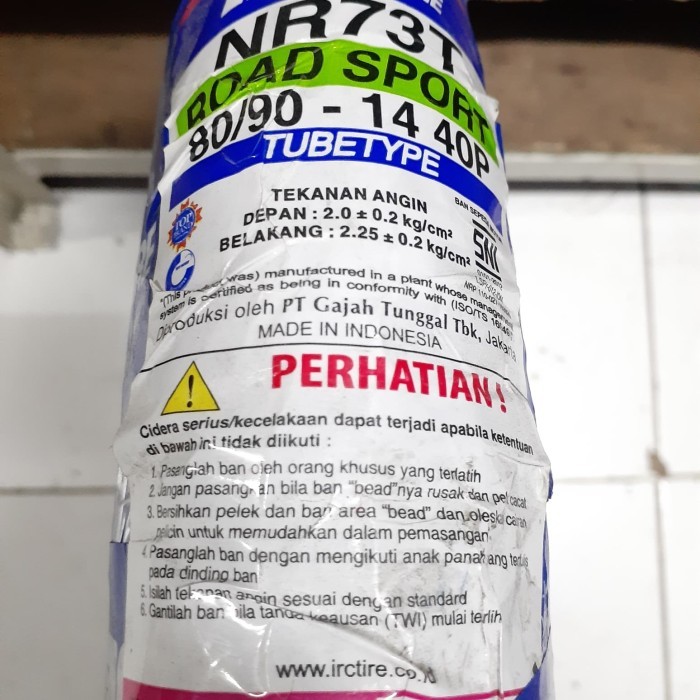 NR73T
ROAD SPORT
80/90 - 14 40P
TUBETYPE
TEKANAN ANGIN
DEPAN : 2.0 ± 0.2 kg/cm²
BELAKANG : 2.25 ± 0.2 kg/cm²
TOP
BRAND
SNI
"(This was) manufactured in a plant whose
system is certified as being in conformity with (ISO/TS
Diproduksi oleh PT Gajah Tunggal Tbk, Jakarta
MADE IN INDONESIA
PERHATIAN !
Cidera serius/kecelakaan dapat terjadi apabila ketentuan
di bawah ini tidak diikuti :
1. Pasanglah ban oleh orang khusus yang terlatih
2. Jangan pasang ban bila ban "bead"nya rusak dan cacat
3. Bersihkan pelek dan ban area "bead" dan cairan
pelicin untuk memudahkan dalam pemasangan
4. Pasanglah ban dengan mengikuti anak panah
pada dinding ban
5. Isilah tekanan angin sesuai dengan standard
6. Gantilah ban bila tanda keausan (TWI) mulai terlihat
www.irctire.co.id